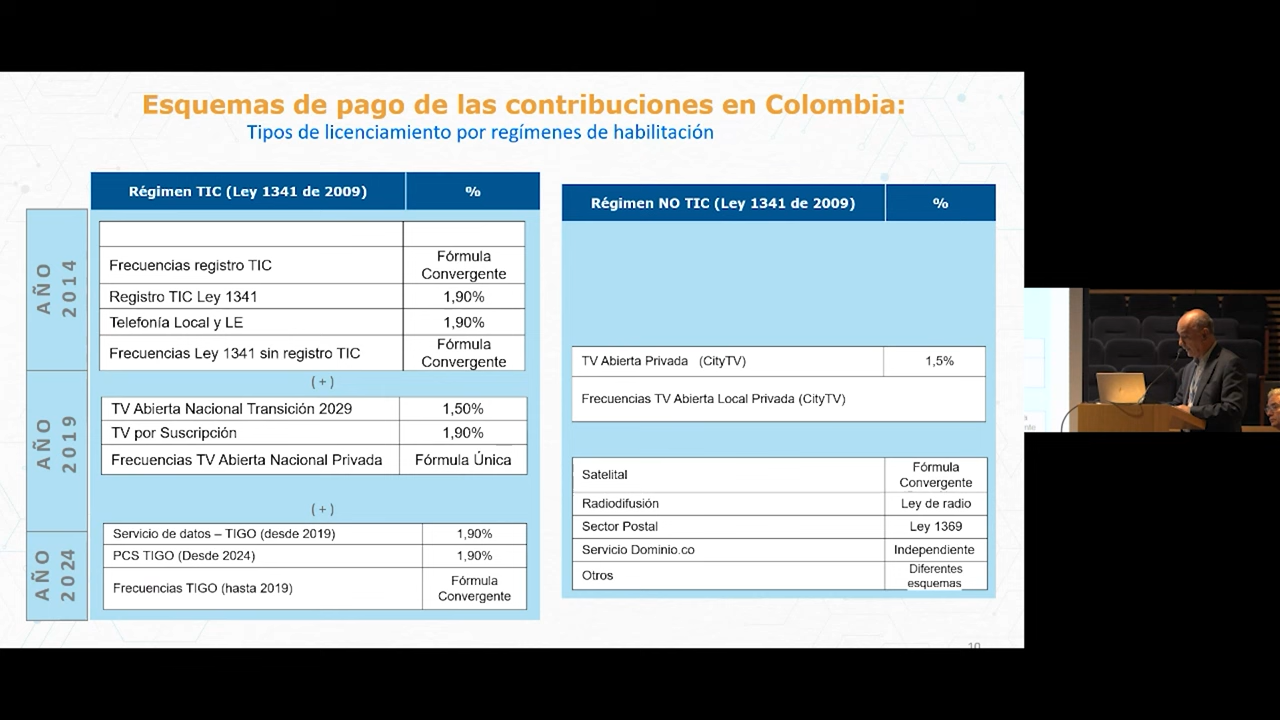 Esquemas de pago de las contribuciones en Colombia:
Tipos de licenciamiento por regímenes de habilitación
Régimen TIC (Ley 1341 de 2009) %
AÑO 2014
Frecuencias registro TIC Fórmula Convergente
Registro TIC Ley 1341 1,90%
Telefonía Local y LE 1,90%
Frecuencias Ley 1341 sin registro TIC Fórmula Convergente
(+)
AÑO 2019
TV Abierta Nacional Transición 2029 1,50%
TV por Suscripción 1,90%
Frecuencias TV Abierta Nacional Privada Fórmula Única
(+)
AÑO 2024
Servicio de datos – TIGO (desde 2019) 1,90%
PCS TIGO (Desde 2024) 1,90%
Frecuencias TIGO (hasta 2019) Fórmula Convergente
Régimen NO TIC (Ley 1341 de 2009) %
TV Abierta Privada (CityTV) 1,5%
Frecuencias TV Abierta Local Privada (CityTV)
Satelital Fórmula Convergente
Radiodifusión Ley de radio
Sector Postal Ley 1369
Servicio Dominio.co Independiente
Otros Diferentes esquemas
10